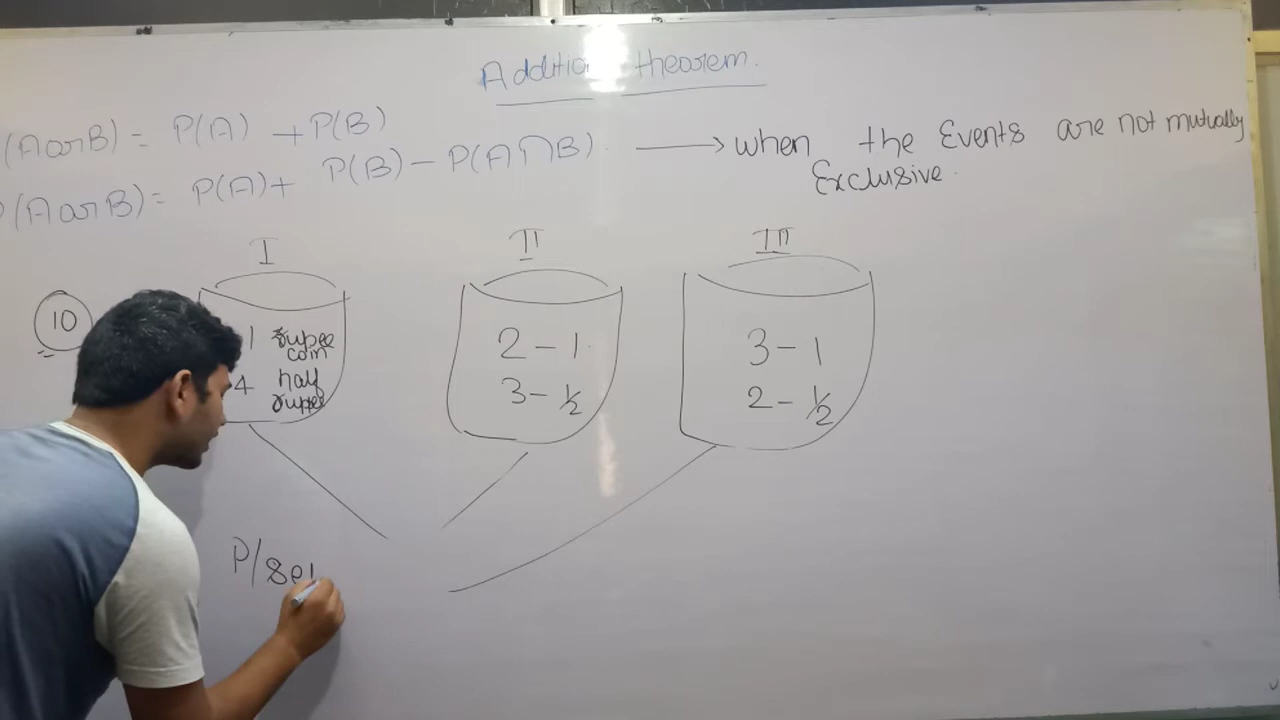 Addition theorem.
(A or B) = P(A) + P(B)
P(A or B) = P(A) + P(B) - P(A∩B). → when the Events are not mutually
Exclusive.
I II III
10
1 rupee
coin
4 half
rupee
2 - 1
3 - 1/2
3 - 1
2 - 1/2
P/sel